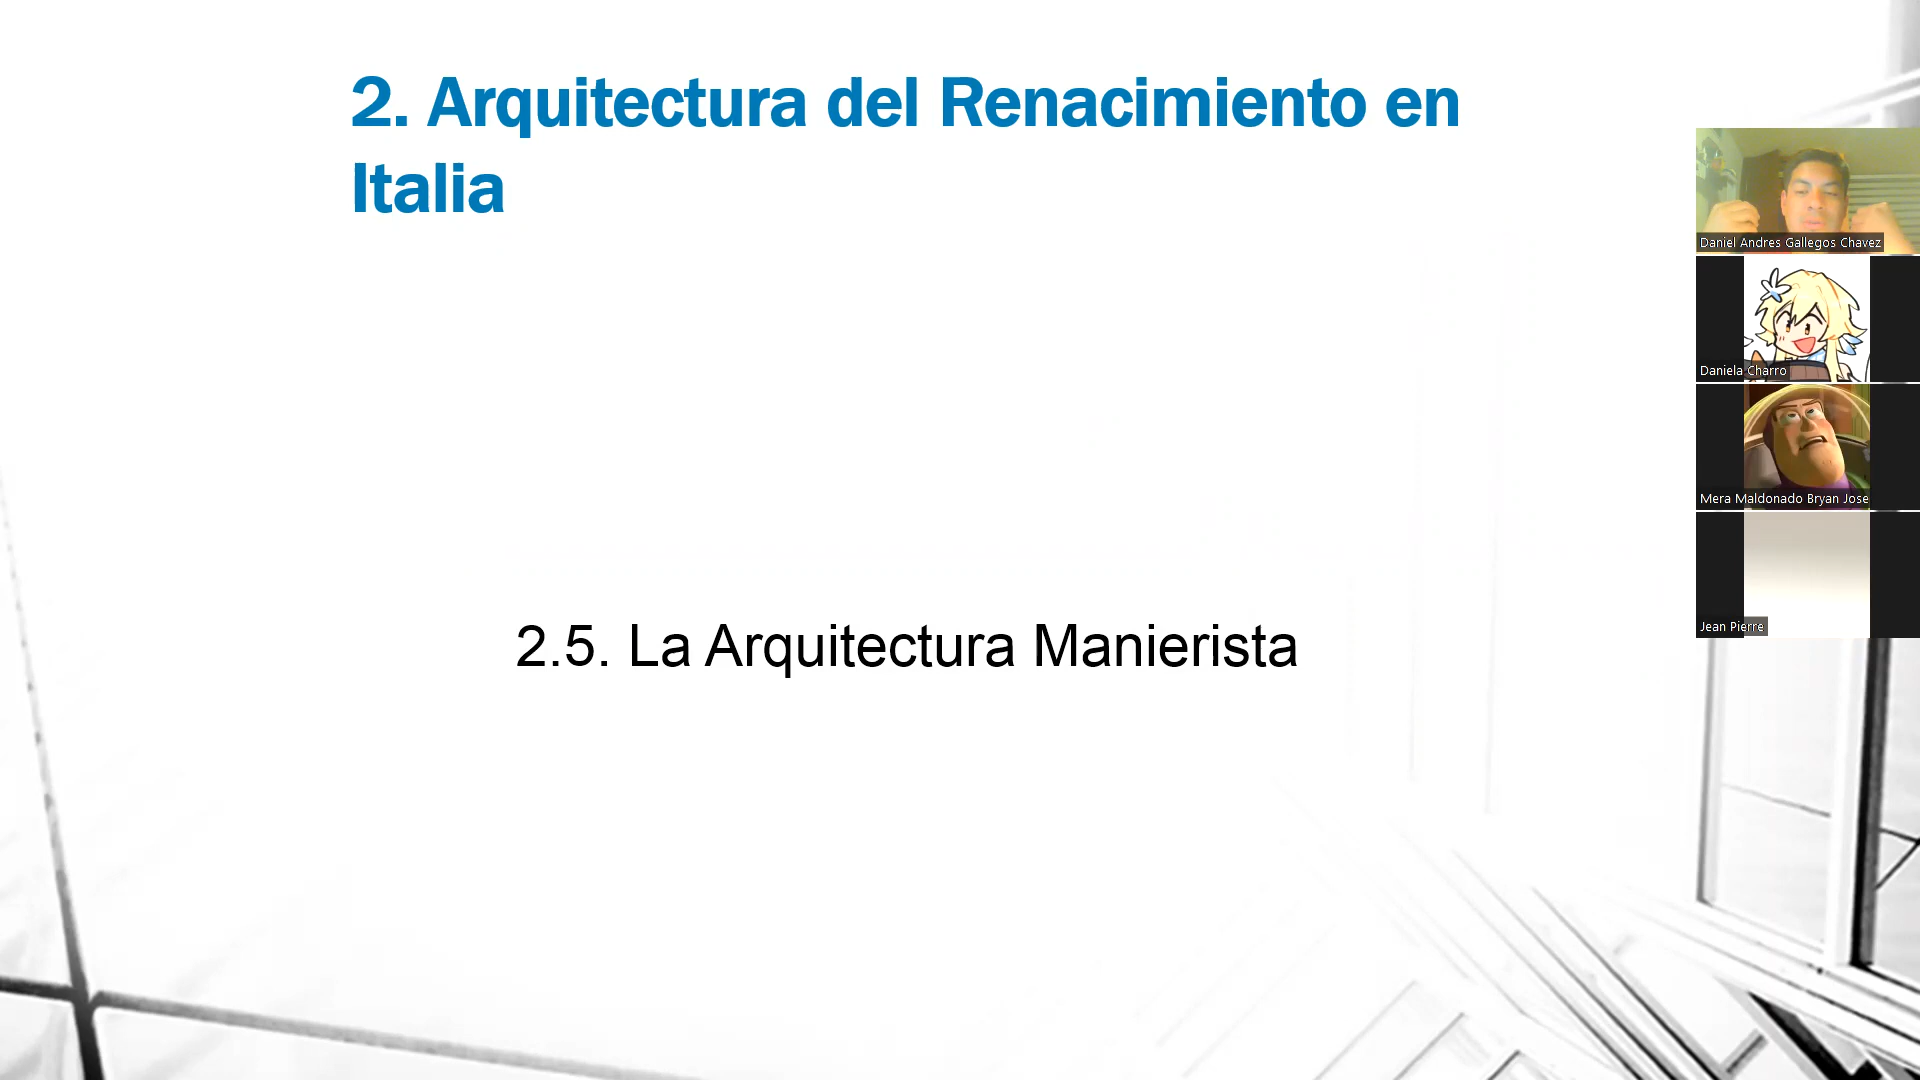 2. Arquitectura del Renacimiento en
Italia
2.5. La Arquitectura Manierista
Daniel Andres Gallegos Chavez
Daniela Charro
Mera Maldonado Bryan Jose
Jean Pierre